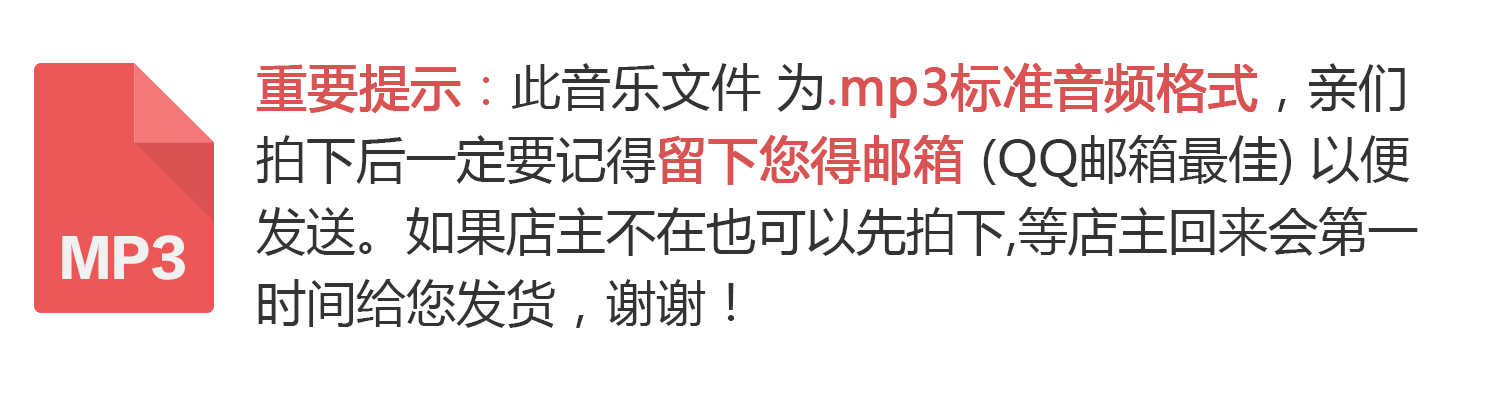 MP3
重要提示：此音乐文件 为.mp3标准音频格式，亲们
拍下后一定要记得留下您得邮箱 (QQ邮箱最佳) 以便
发送。如果店主不在也可以先拍下,等店主回来会第一
时间给您发货，谢谢！